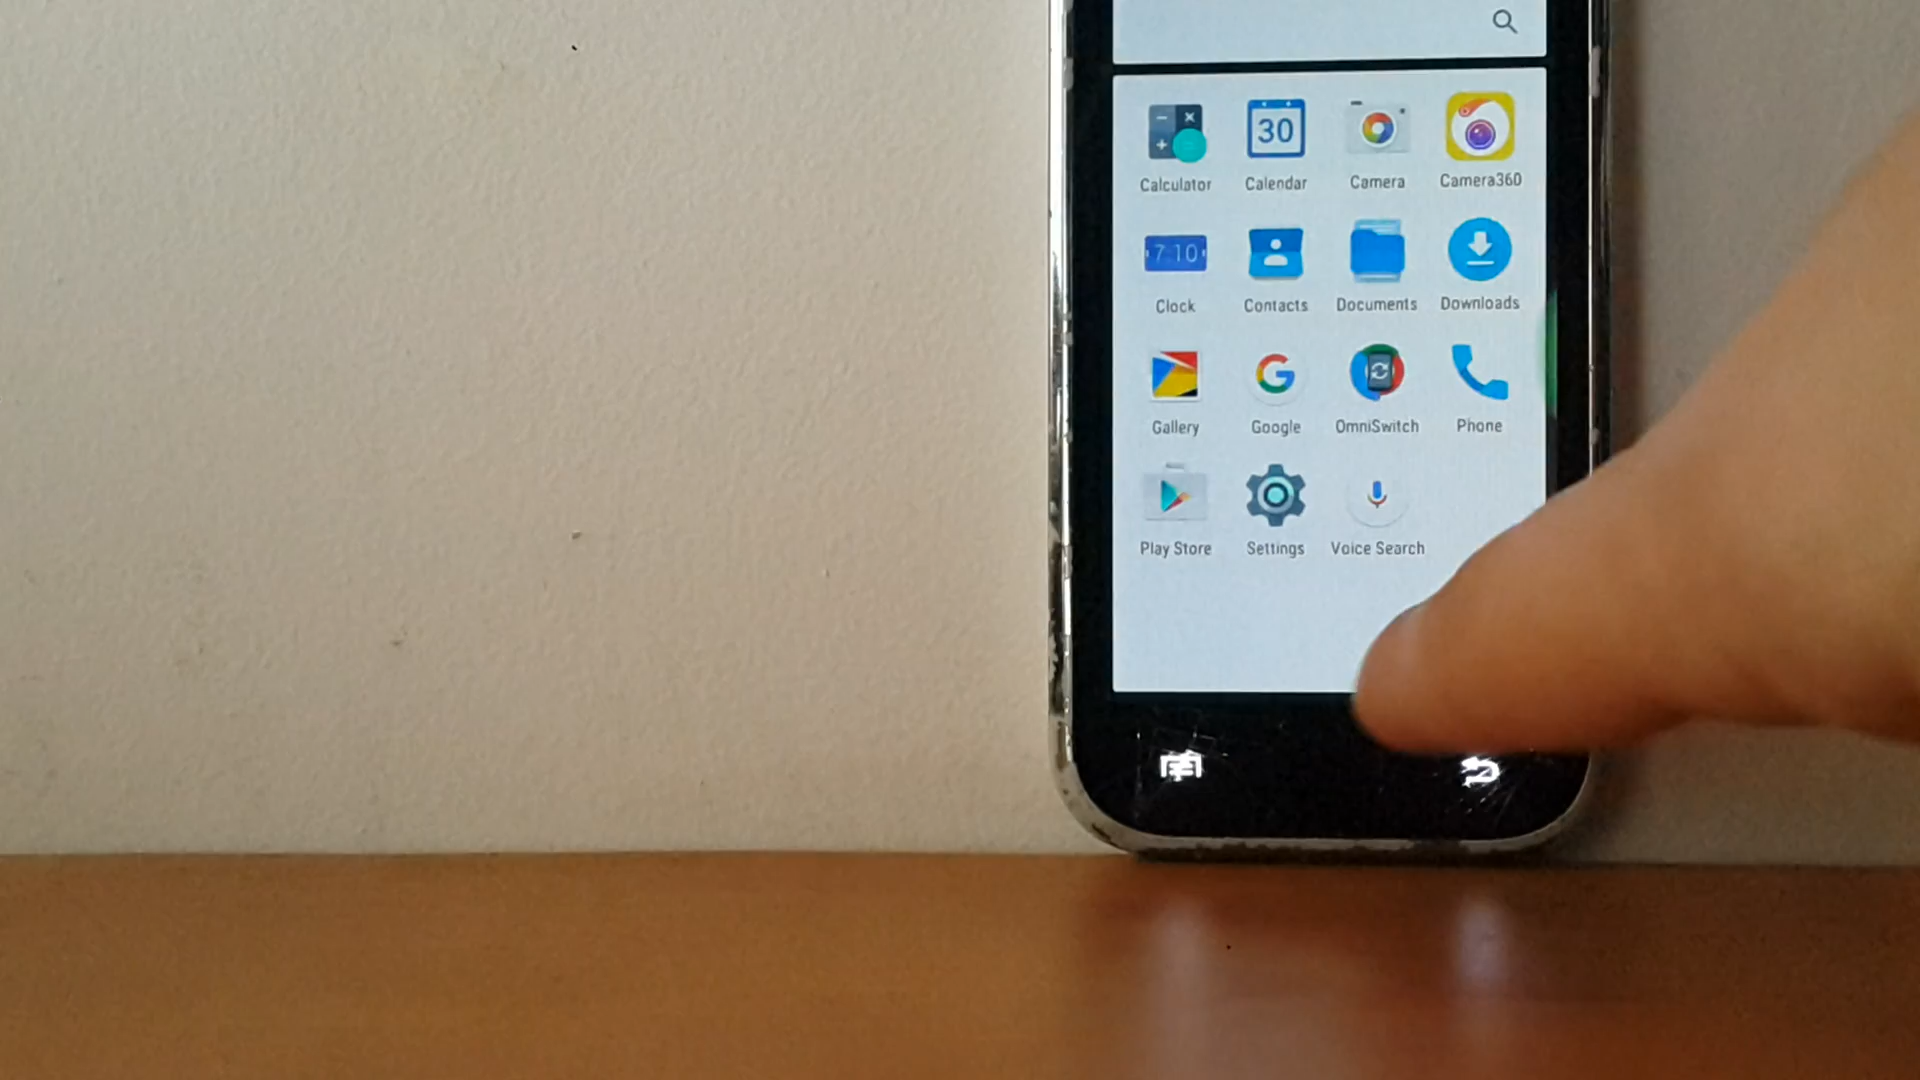 30
Calculator Calendar Camera Camera360
7:10
Clock Contacts Documents Downloads
G
Gallery Google OmniSwitch Phone
Play Store Settings Voice Search